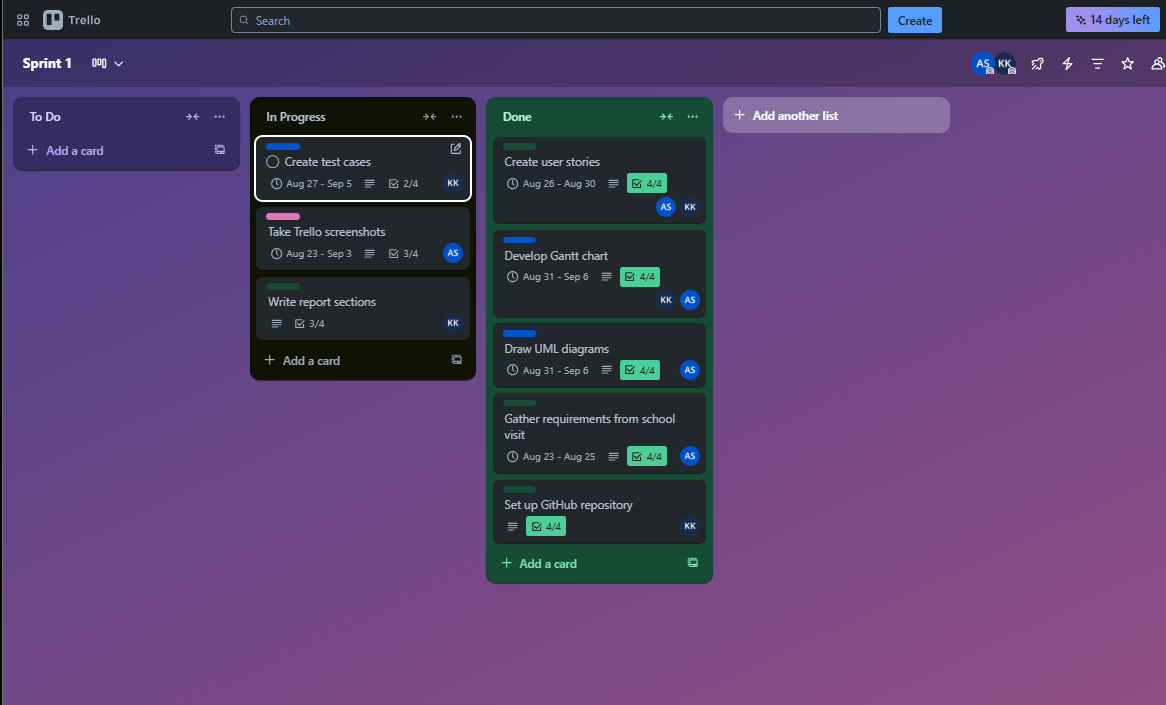 Trello
Search
Create
14 days left
Sprint 1
AS KK
To Do
Add a card
In Progress
Create test cases
Aug 27 - Sep 5 2/4 KK
Take Trello screenshots
Aug 23 - Sep 3 3/4 AS
Write report sections
3/4 KK
Add a card
Done
Create user stories
Aug 26 - Aug 30 4/4
AS KK
Develop Gantt chart
Aug 31 - Sep 6 4/4
KK AS
Draw UML diagrams
Aug 31 - Sep 6 4/4 AS
Gather requirements from school
visit
Aug 23 - Aug 25 4/4 AS
Set up GitHub repository
4/4 KK
Add a card
Add another list